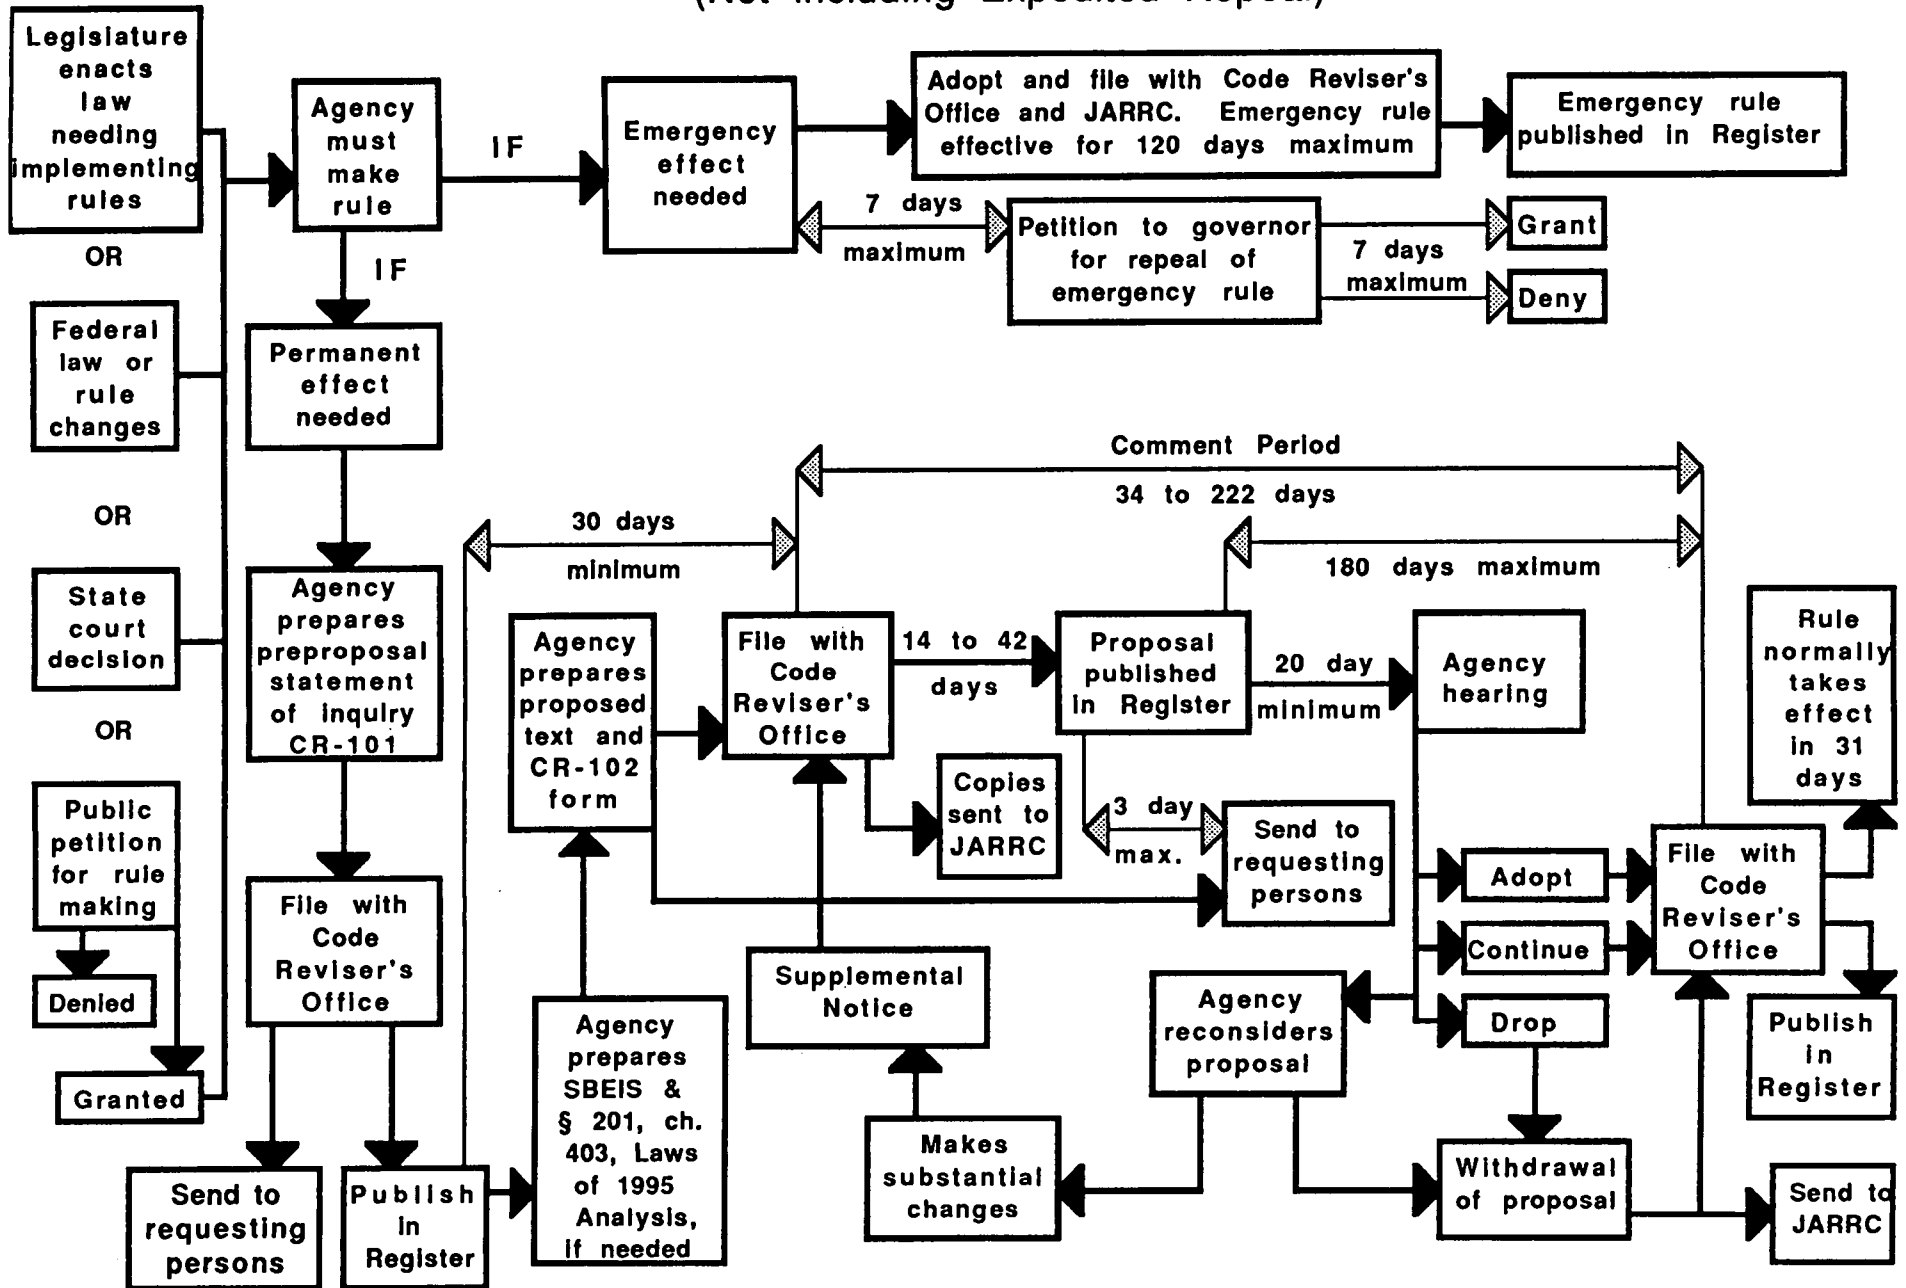 (Not Including Expedited Repeal)
Legislature
enacts
law
needing
implementing
rules
OR
Federal
law or
rule
changes
OR
State
court
decision
OR
Public
petition
for rule
making
Denied
Granted
Agency
must
make
rule
IF
IF
Emergency
effect
needed
Adopt and file with Code Reviser's
Office and JARRC. Emergency rule
effective for 120 days maximum
Emergency rule
published in Register
7 days
maximum
Petition to governor
for repeal of
emergency rule
7 days
maximum
Grant
Deny
Permanent
effect
needed
Agency
prepares
preproposal
statement
of inquiry
CR-101
File with
Code
Reviser's
Office
Send to
requesting
persons
Publish
in
Register
Agency
prepares
SBEIS &
§ 201, ch.
403, Laws
of 1995
Analysis,
if needed
Agency
prepares
proposed
text and
CR-102
form
30 days
minimum
Comment Period
34 to 222 days
180 days maximum
File with
Code
Reviser's
Office
14 to 42
days
Proposal
published
in Register
20 day
minimum
Agency
hearing
Copies
sent to
JARRC
3 day
max.
Send to
requesting
persons
Supplemental
Notice
Makes
substantial
changes
Agency
reconsiders
proposal
Adopt
Continue
Drop
Withdrawal
of proposal
File with
Code
Reviser's
Office
Rule
normally
takes
effect
in 31
days
Publish
in
Register
Send to
JARRC